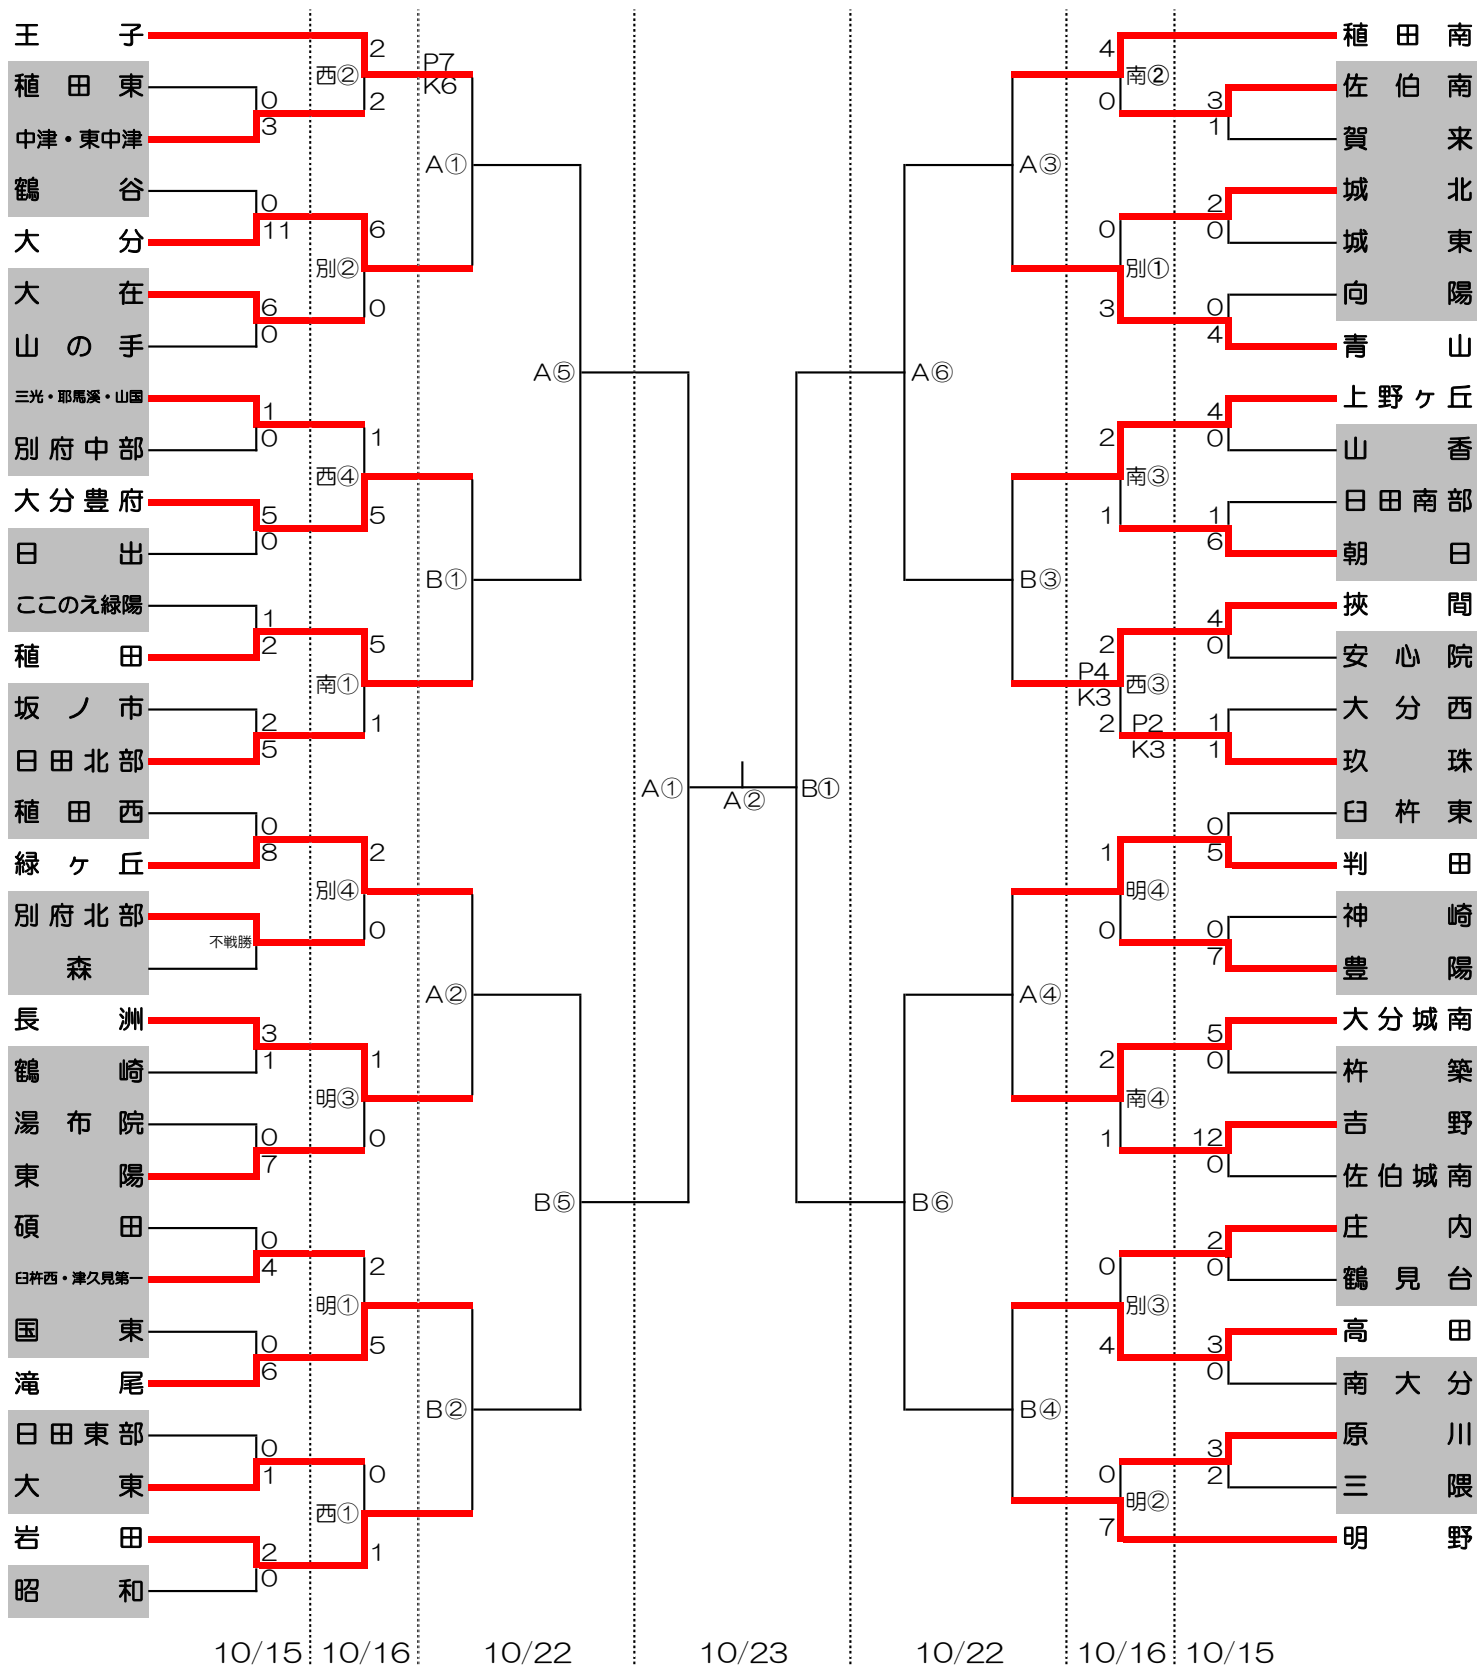 王子
2
P7
西②
K6
稙田東
0
2
中津・東中津
3
A①
鶴谷
0
大分
11
6
別②
大在
6
0
山の手
0
A⑤
三光・耶馬溪・山国
1
別府中部
0
1
西④
大分豊府
5
5
日出
0
B①
ここのえ緑陽
1
稙田
2
5
南①
坂ノ市
2
1
日田北部
5
A①
稙田西
0
緑ヶ丘
8
2
別④
別府北部
不戦勝
0
森
A②
長洲
3
鶴崎
1
1
明③
湯布院
0
0
東陽
7
B⑤
碩田
0
臼杵西・津久見第一
4
2
明①
国東
0
5
滝尾
6
B②
日田東部
0
大東
1
0
西①
岩田
2
1
昭和
0
A②
稙田南
4
南②
佐伯南
3
0
賀来
1
A③
城北
2
城東
0
0
別①
向陽
0
3
青山
4
A⑥
上野ヶ丘
4
山香
0
2
南③
日田南部
1
1
朝日
6
B③
挾間
4
安心院
0
2
P4
西③
K3
大分西
1
2
P2
玖珠
1
K3
B①
臼杵東
0
判田
5
1
明④
神崎
0
0
豊陽
7
A④
大分城南
5
杵築
0
2
南④
吉野
12
1
佐伯城南
0
B⑥
庄内
2
鶴見台
0
0
別③
高田
3
4
南大分
0
B④
原川
3
三隈
2
0
明②
明野
7
10/15
10/16
10/22
10/23
10/22
10/16
10/15